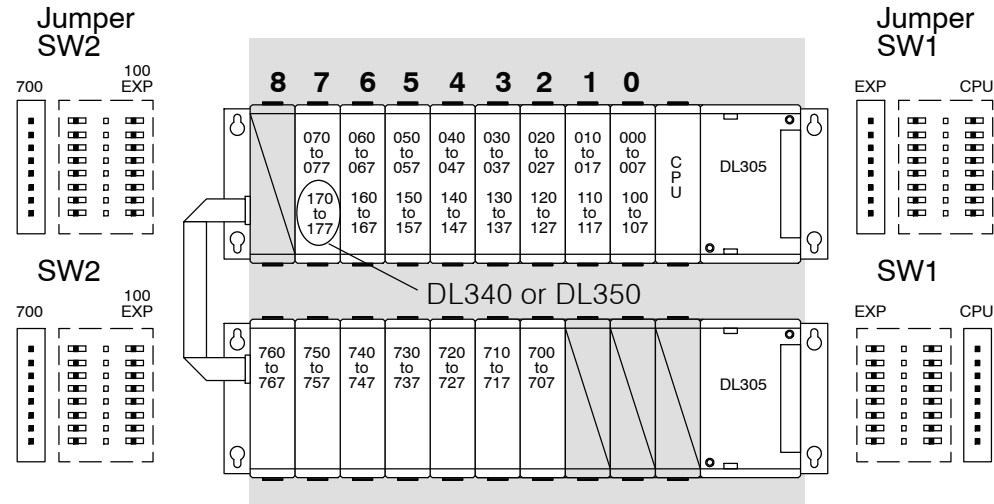 Jumper
SW2
Jumper
SW1
700
100
EXP
EXP
CPU
8 7 6 5 4 3 2 1 0
070 to 077
060 to 067
050 to 057
040 to 047
030 to 037
020 to 027
010 to 017
000 to 007
170 to 177
160 to 167
150 to 157
140 to 147
130 to 137
120 to 127
110 to 117
100 to 107
CPU
DL305
DL340 or DL350
SW2
SW1
700
100
EXP
EXP
CPU
760 to 767
750 to 757
740 to 747
730 to 737
720 to 727
710 to 717
700 to 707
DL305